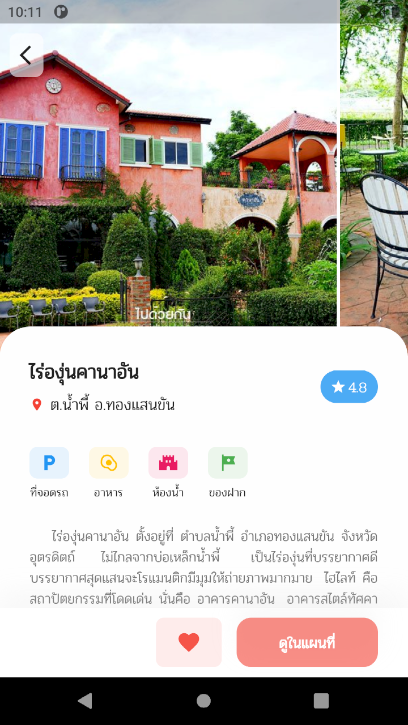 10:11
ไปด้วยกัน
ไร่องุ่นคานาอัน
ต.น้ำพี้ อ.ทองแสนขัน
4.8
ที่จอดรถ อาหาร ห้องน้ำ ของฝาก
ไร่องุ่นคานาอัน ตั้งอยู่ที่ ตำบลน้ำพี้ อำเภอทองแสนขัน จังหวัด
อุตรดิตถ์ ไม่ไกลจากบ่อเหล็กน้ำพี้ เป็นไร่องุ่นที่บรรยากาศดี
บรรยากาศสุดแสนจะโรแมนติกมีมุมให้ถ่ายภาพมากมาย ไฮไลท์ คือ
สถาปัตยกรรมที่โดดเด่น นั่นคือ อาคารคานาอัน อาคารสไตล์ทัศคา
ดูในแผนที่